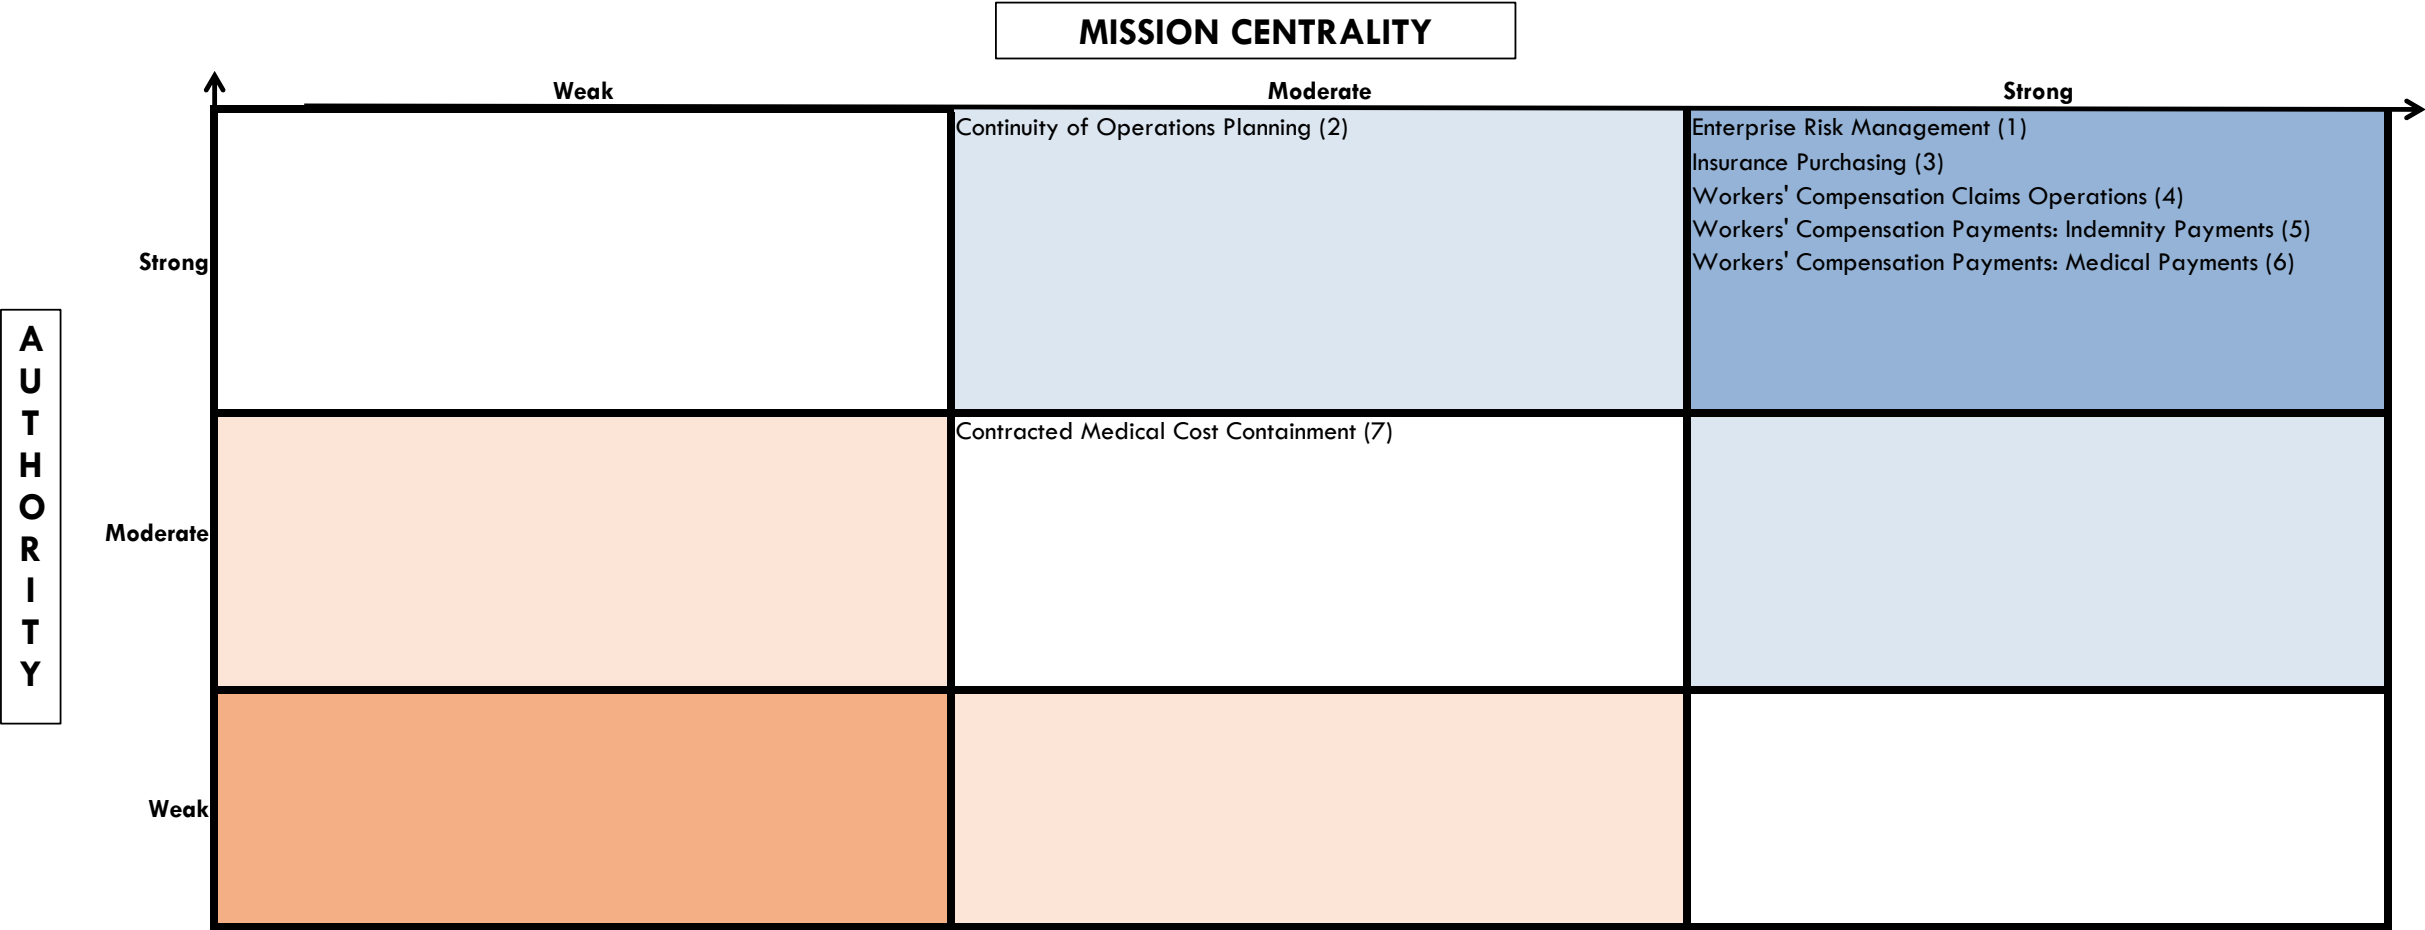 MISSION CENTRALITY
Weak
Moderate
Strong
Continuity of Operations Planning (2)
Enterprise Risk Management (1)
Insurance Purchasing (3)
Workers' Compensation Claims Operations (4)
Workers' Compensation Payments: Indemnity Payments (5)
Workers' Compensation Payments: Medical Payments (6)
Strong
A
U
T
H
O
R
I
T
Y
Contracted Medical Cost Containment (7)
Moderate
Weak